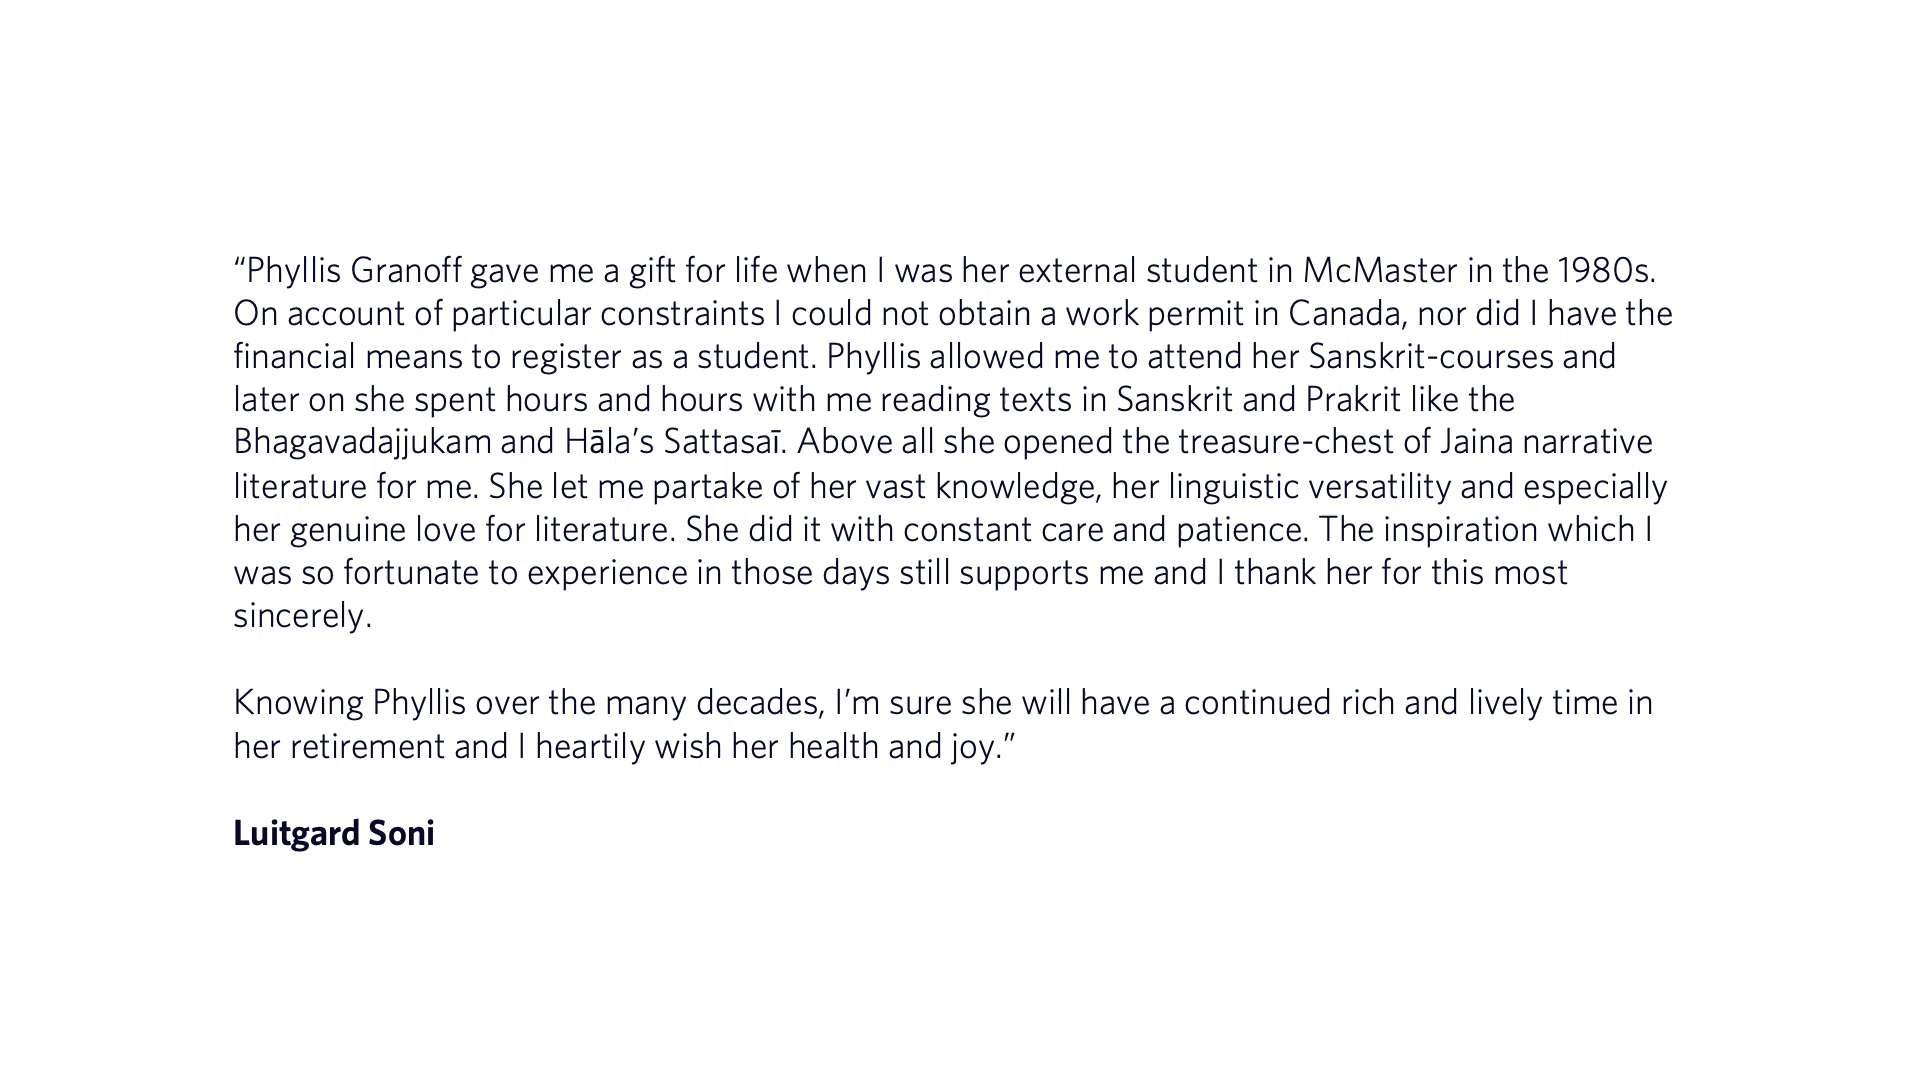 “Phyllis Granoff gave me a gift for life when I was her external student in McMaster in the 1980s.
On account of particular constraints I could not obtain a work permit in Canada, nor did I have the
financial means to register as a student. Phyllis allowed me to attend her Sanskrit-courses and
later on she spent hours and hours with me reading texts in Sanskrit and Prakrit like the
Bhagavadajjukam and Hāla’s Sattasaī. Above all she opened the treasure-chest of Jaina narrative
literature for me. She let me partake of her vast knowledge, her linguistic versatility and especially
her genuine love for literature. She did it with constant care and patience. The inspiration which I
was so fortunate to experience in those days still supports me and I thank her for this most
sincerely.
Knowing Phyllis over the many decades, I’m sure she will have a continued rich and lively time in
her retirement and I heartily wish her health and joy.”
Luitgard Soni